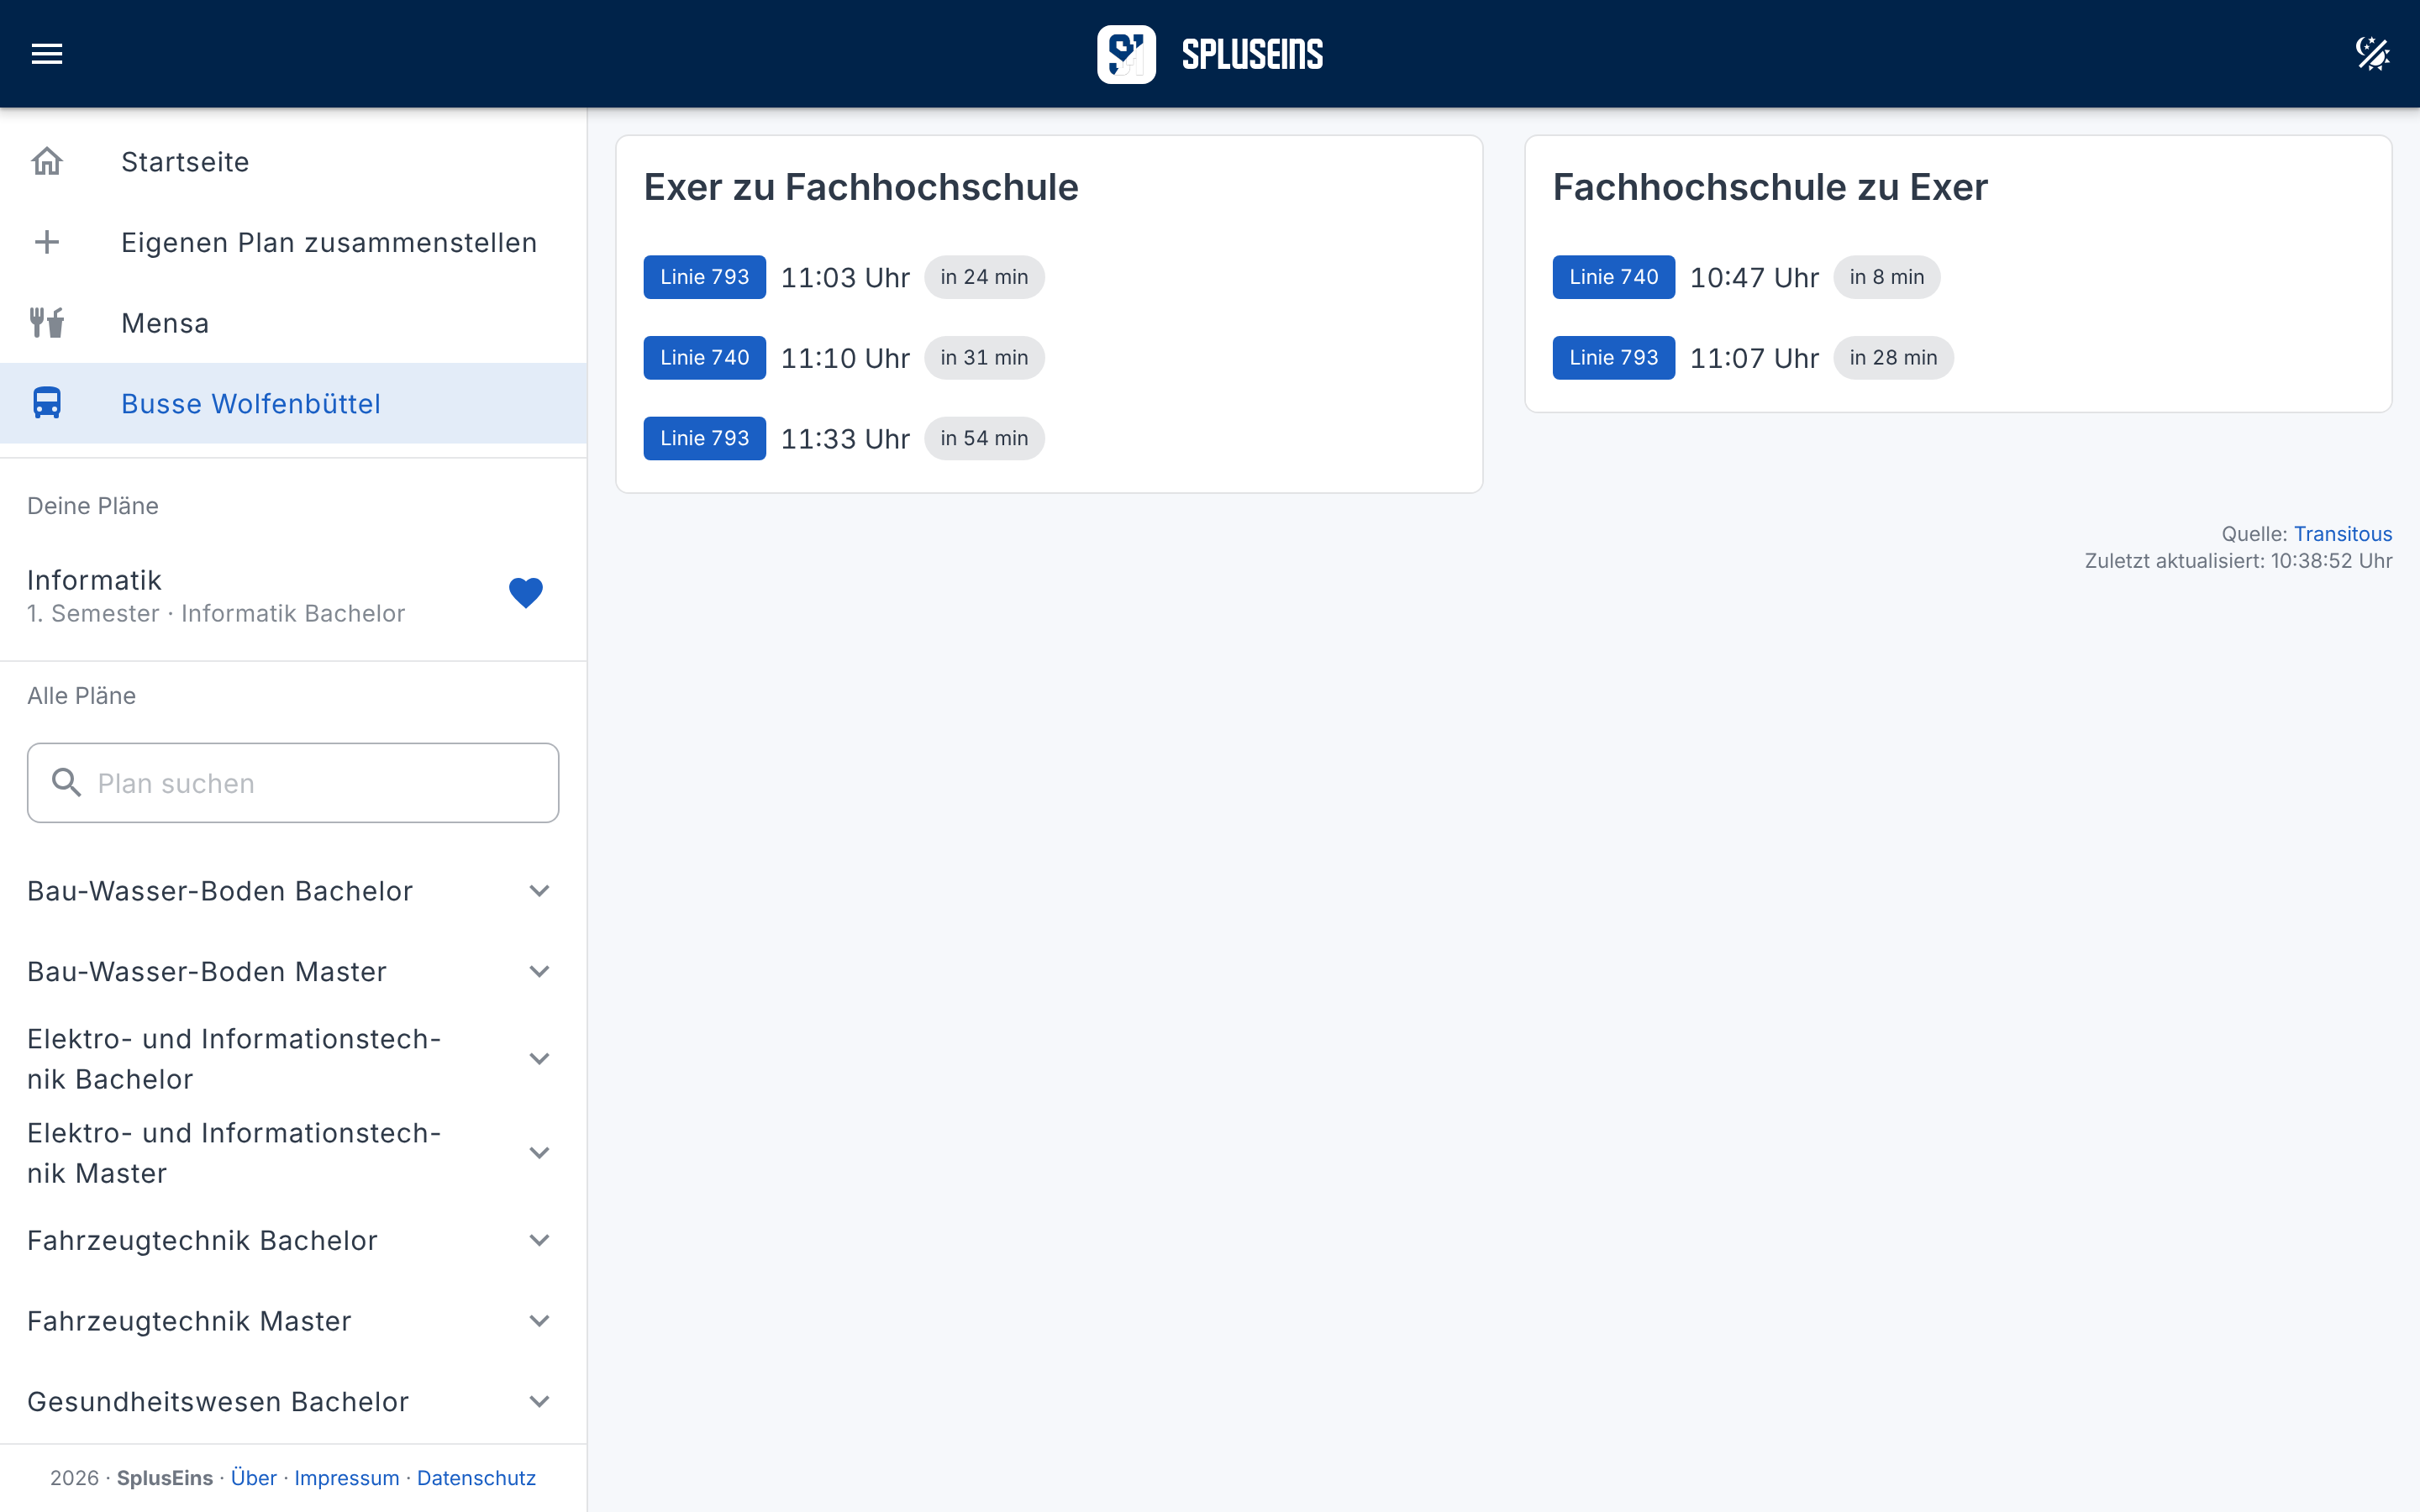 SPLUSEINS
Startseite
Eigenen Plan zusammenstellen
Mensa
Busse Wolfenbüttel
Deine Pläne
Informatik
1. Semester · Informatik Bachelor
Alle Pläne
Plan suchen
Bau-Wasser-Boden Bachelor
Bau-Wasser-Boden Master
Elektro- und Informationstech-
nik Bachelor
Elektro- und Informationstech-
nik Master
Fahrzeugtechnik Bachelor
Fahrzeugtechnik Master
Gesundheitswesen Bachelor
2026 · SplusEins · Über · Impressum · Datenschutz
Exer zu Fachhochschule
Linie 793 11:03 Uhr in 24 min
Linie 740 11:10 Uhr in 31 min
Linie 793 11:33 Uhr in 54 min
Fachhochschule zu Exer
Linie 740 10:47 Uhr in 8 min
Linie 793 11:07 Uhr in 28 min
Quelle: Transitous
Zuletzt aktualisiert: 10:38:52 Uhr